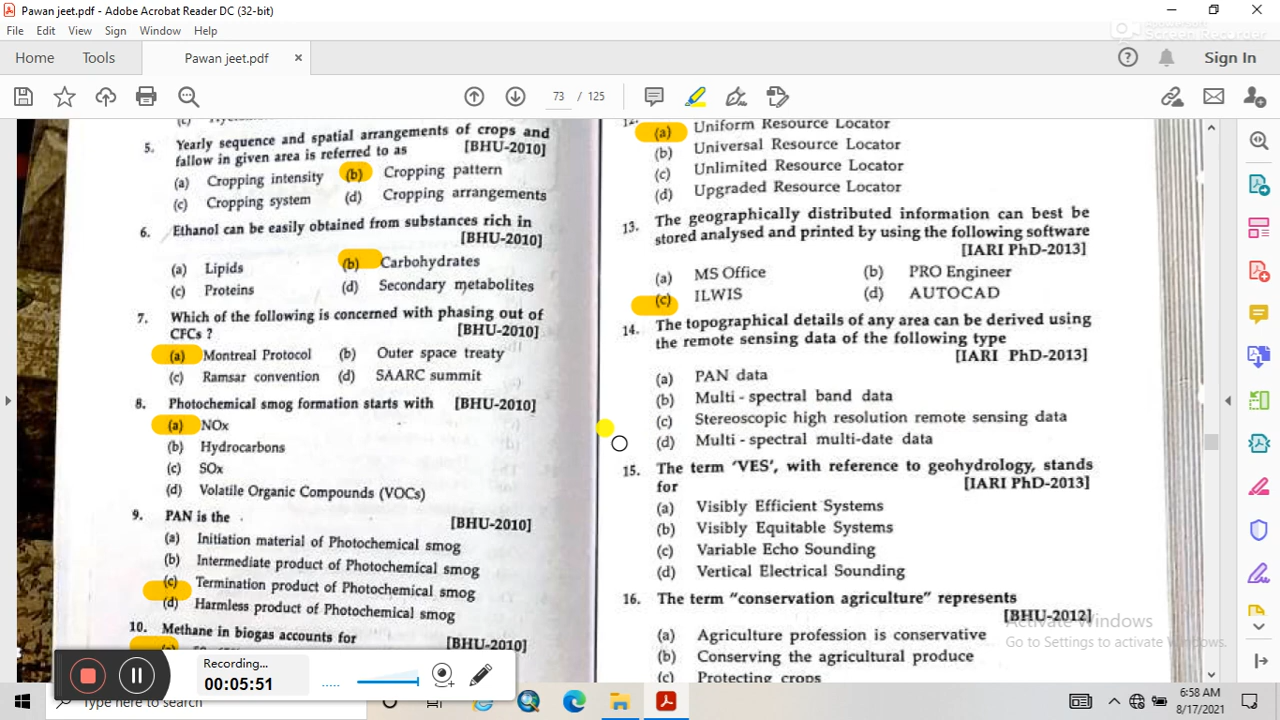 Pawan jeet.pdf - Adobe Acrobat Reader DC (32-bit)
File Edit View Sign Window Help
Screen Recorder
Home Tools Pawan jeet.pdf × Sign In
73 / 125
5. Yearly sequence and spatial arrangements of crops and
fallow in given area is referred to as [BHU-2010]
(a) Cropping intensity (b) Cropping pattern
(c) Cropping system (d) Cropping arrangements
6. Ethanol can be easily obtained from substances rich in
[BHU-2010]
(a) Lipids (b) Carbohydrates
(c) Proteins (d) Secondary metabolites
7. Which of the following is concerned with phasing out of
CFCs ? [BHU-2010]
(a) Montreal Protocol (b) Outer space treaty
(c) Ramsar convention (d) SAARC summit
8. Photochemical smog formation starts with [BHU-2010]
(a) NOx
(b) Hydrocarbons
(c) SOx
(d) Volatile Organic Compounds (VOCs)
9. PAN is the [BHU-2010]
(a) Initiation material of Photochemical smog
(b) Intermediate product of Photochemical smog
(c) Termination product of Photochemical smog
(d) Harmless product of Photochemical smog
10. Methane in biogas accounts for [BHU-2010]
12.
(a) Uniform Resource Locator
(b) Universal Resource Locator
(c) Unlimited Resource Locator
(d) Upgraded Resource Locator
13. The geographically distributed information can best be
stored analysed and printed by using the following software
[IARI PhD-2013]
(a) MS Office (b) PRO Engineer
(c) ILWIS (d) AUTOCAD
14. The topographical details of any area can be derived using
the remote sensing data of the following type
[IARI PhD-2013]
(a) PAN data
(b) Multi - spectral band data
(c) Stereoscopic high resolution remote sensing data
(d) Multi - spectral multi-date data
15. The term 'VES', with reference to geohydrology, stands
for [IARI PhD-2013]
(a) Visibly Efficient Systems
(b) Visibly Equitable Systems
(c) Variable Echo Sounding
(d) Vertical Electrical Sounding
16. The term "conservation agriculture" represents
[BHU-2012]
(a) Agriculture profession is conservative
(b) Conserving the agricultural produce
(c) Protecting crops
Activate Windows
Go to Settings to activate Windows.
Recording...
00:05:51
Type here to search
6:58 AM
8/17/2021